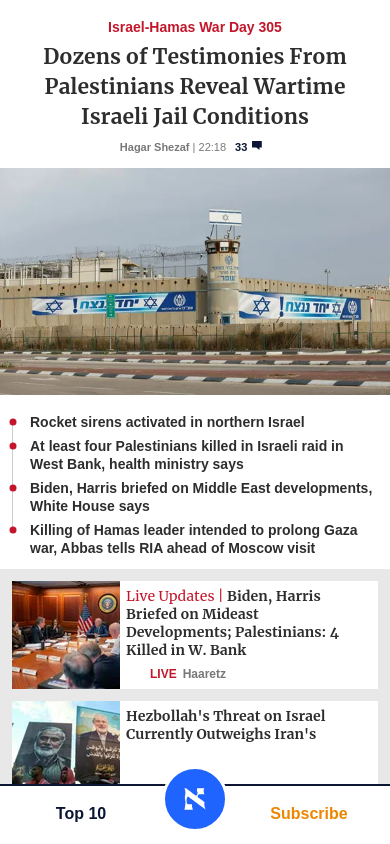 Israel-Hamas War Day 305
Dozens of Testimonies From
Palestinians Reveal Wartime
Israeli Jail Conditions
Hagar Shezaf | 22:18 33
יחד ננצח!
יחד ננצח!
Rocket sirens activated in northern Israel
At least four Palestinians killed in Israeli raid in
West Bank, health ministry says
Biden, Harris briefed on Middle East developments,
White House says
Killing of Hamas leader intended to prolong Gaza
war, Abbas tells RIA ahead of Moscow visit
Live Updates | Biden, Harris
Briefed on Mideast
Developments; Palestinians: 4
Killed in W. Bank
LIVE Haaretz
Hezbollah's Threat on Israel
Currently Outweighs Iran's
Top 10
Subscribe